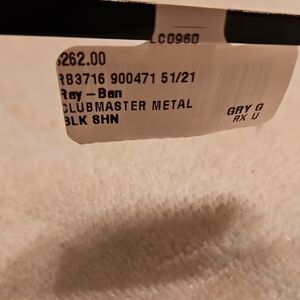 LC0960
$262.00
RB3716 900471 51/21
Ray-Ban
CLUBMASTER METAL
BLK SHN
GRY G
RX U